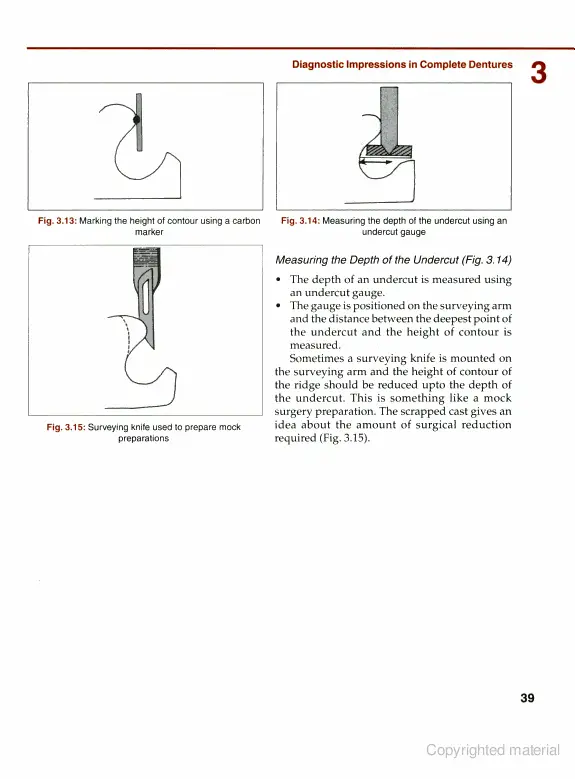 Diagnostic Impressions in Complete Dentures
3
Fig. 3.13: Marking the height of contour using a carbon
marker
Fig. 3.14: Measuring the depth of the undercut using an
undercut gauge
Fig. 3.15: Surveying knife used to prepare mock
preparations
Measuring the Depth of the Undercut (Fig. 3.14)
• The depth of an undercut is measured using
an undercut gauge.
• The gauge is positioned on the surveying arm
and the distance between the deepest point of
the undercut and the height of contour is
measured.
Sometimes a surveying knife is mounted on
the surveying arm and the height of contour of
the ridge should be reduced upto the depth of
the undercut. This is something like a mock
surgery preparation. The scrapped cast gives an
idea about the amount of surgical reduction
required (Fig. 3.15).
39
Copyrighted material